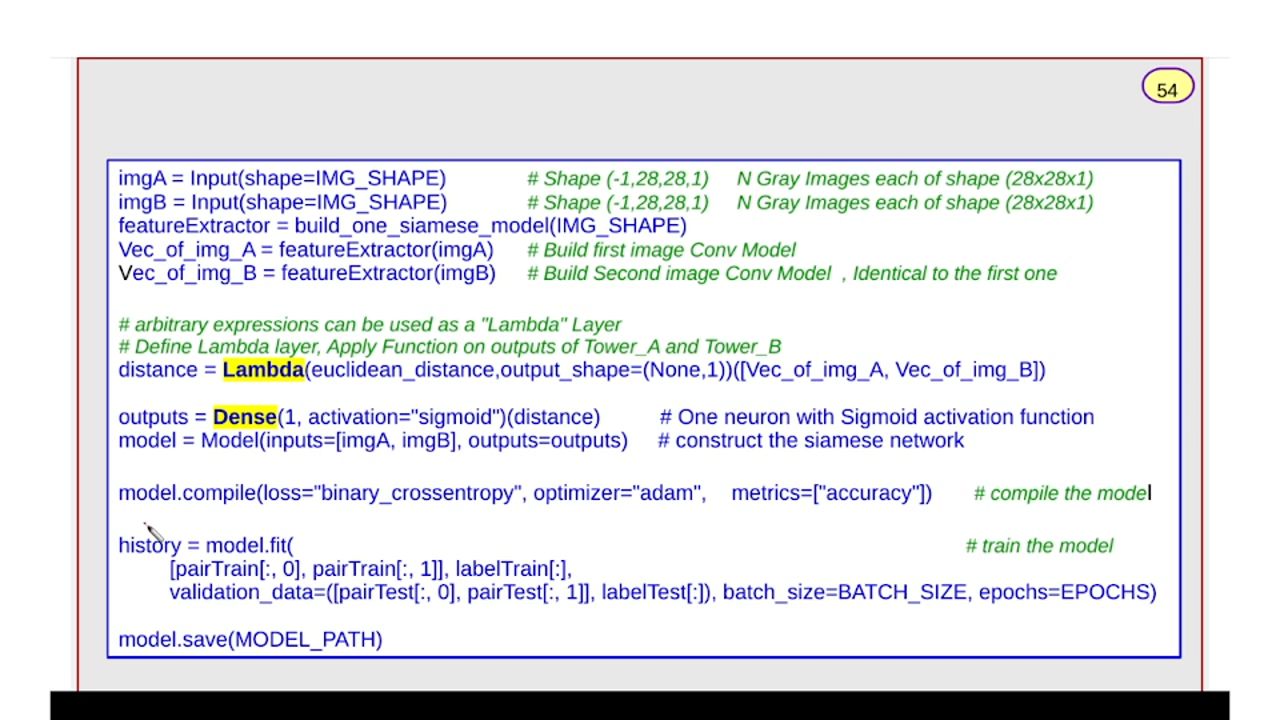 54
imgA = Input(shape=IMG_SHAPE) # Shape (-1,28,28,1) N Gray Images each of shape (28x28x1)
imgB = Input(shape=IMG_SHAPE) # Shape (-1,28,28,1) N Gray Images each of shape (28x28x1)
featureExtractor = build_one_siamese_model(IMG_SHAPE)
Vec_of_img_A = featureExtractor(imgA) # Build first image Conv Model
Vec_of_img_B = featureExtractor(imgB) # Build Second image Conv Model , Identical to the first one
# arbitrary expressions can be used as a "Lambda" Layer
# Define Lambda layer, Apply Function on outputs of Tower_A and Tower_B
distance = Lambda(euclidean_distance,output_shape=(None,1))([Vec_of_img_A, Vec_of_img_B])
outputs = Dense(1, activation="sigmoid")(distance) # One neuron with Sigmoid activation function
model = Model(inputs=[imgA, imgB], outputs=outputs) # construct the siamese network
model.compile(loss="binary_crossentropy", optimizer="adam", metrics=["accuracy"]) # compile the model
history = model.fit( # train the model
[pairTrain[:, 0], pairTrain[:, 1]], labelTrain[:],
validation_data=([pairTest[:, 0], pairTest[:, 1]], labelTest[:]), batch_size=BATCH_SIZE, epochs=EPOCHS)
model.save(MODEL_PATH)